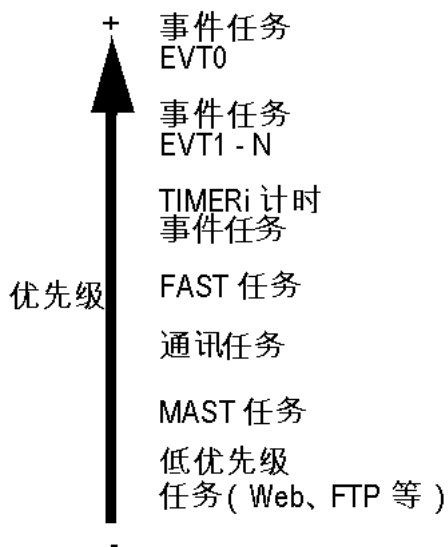 +
事件任务
EVT0
事件任务
EVT1 - N
TIMERi 计时
事件任务
优先级
FAST 任务
通讯任务
MAST 任务
低优先级
任务( Web、FTP 等 )
-